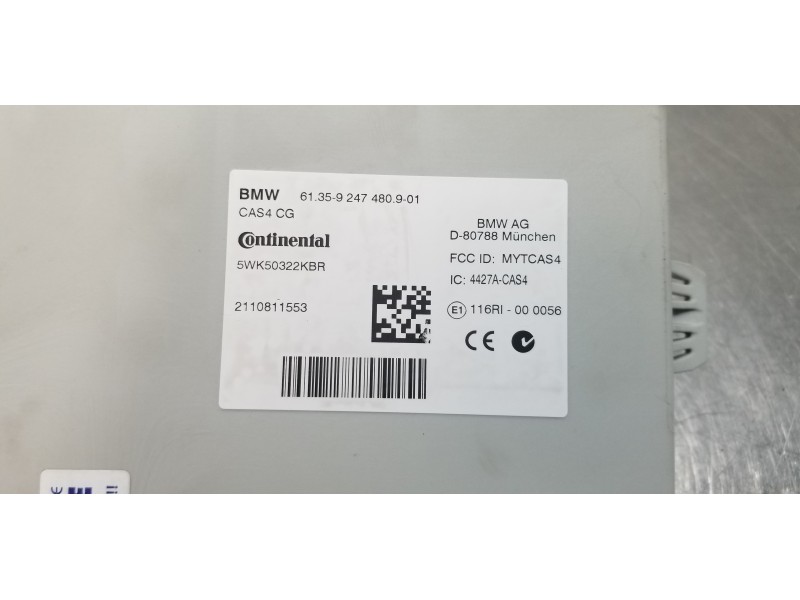 BMW 61.35-9 247 480.9-01
CAS4 CG
Continental
5WK50322KBR
2110811553
BMW AG
D-80788 München
FCC ID: MYTCAS4
IC: 4427A-CAS4
E1 116RI - 00 0056
CE